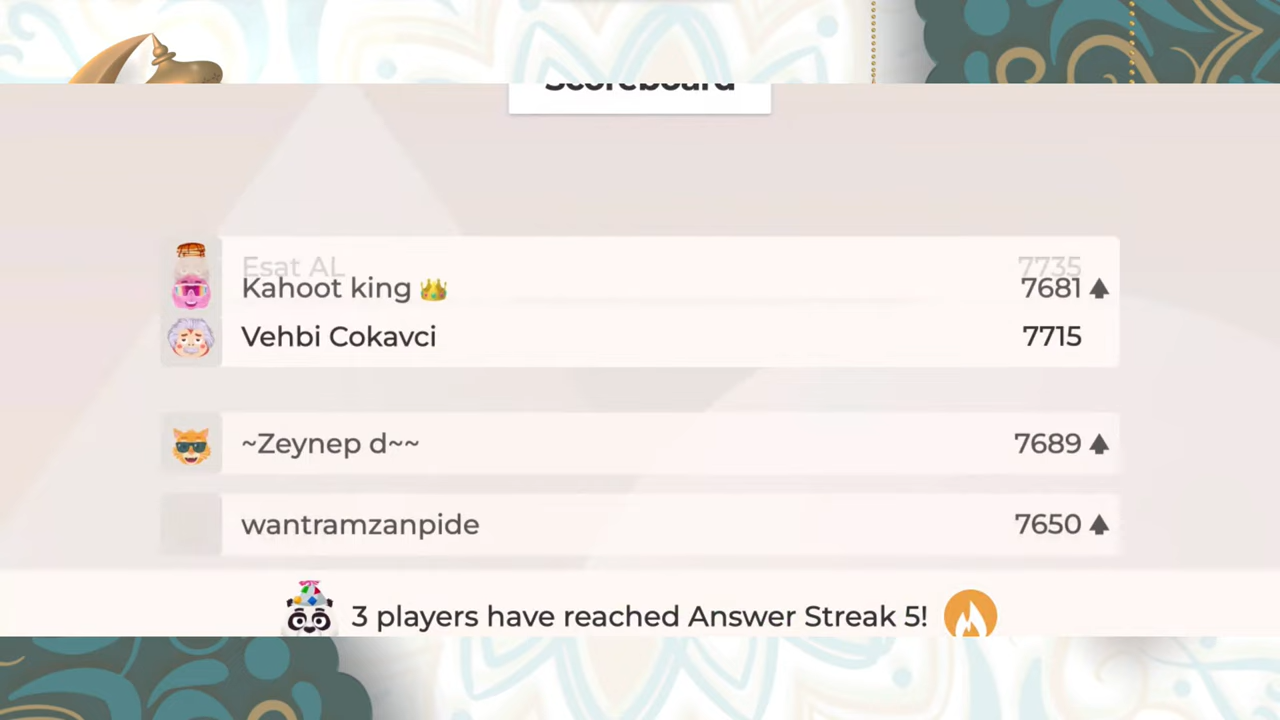 Scoreboard
Esat AL 7735
Kahoot king 👑 7681
Vehbi Cokavci 7715
~Zeynep d~~ 7689
wantramzanpide 7650
3 players have reached Answer Streak 5!